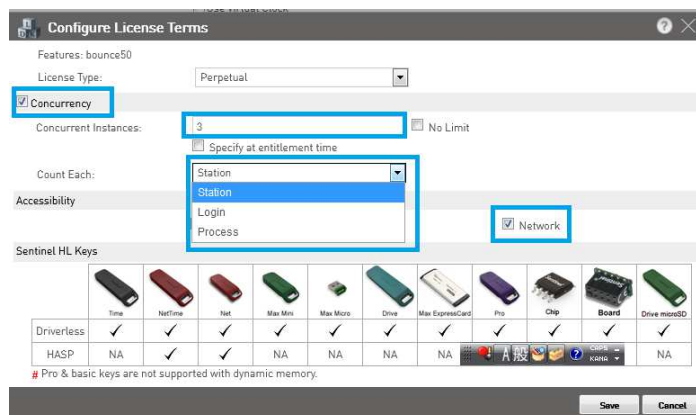 Configure License Terms
Features: bounce50
License Type:
Perpetual
Concurrency
Concurrent Instances:
3
No Limit
Specify at entitlement time
Count Each:
Station
Station
Login
Process
Accessibility
Network
Sentinel HL Keys
Time NetTime Net Max Mini Max Micro Drive Max ExpressCard Pro Chip Board Drive microSD
Driverless
HASP NA NA NA NA NA A 般 CAPS KANA NA
# Pro & basic keys are not supported with dynamic memory.
Save Cancel